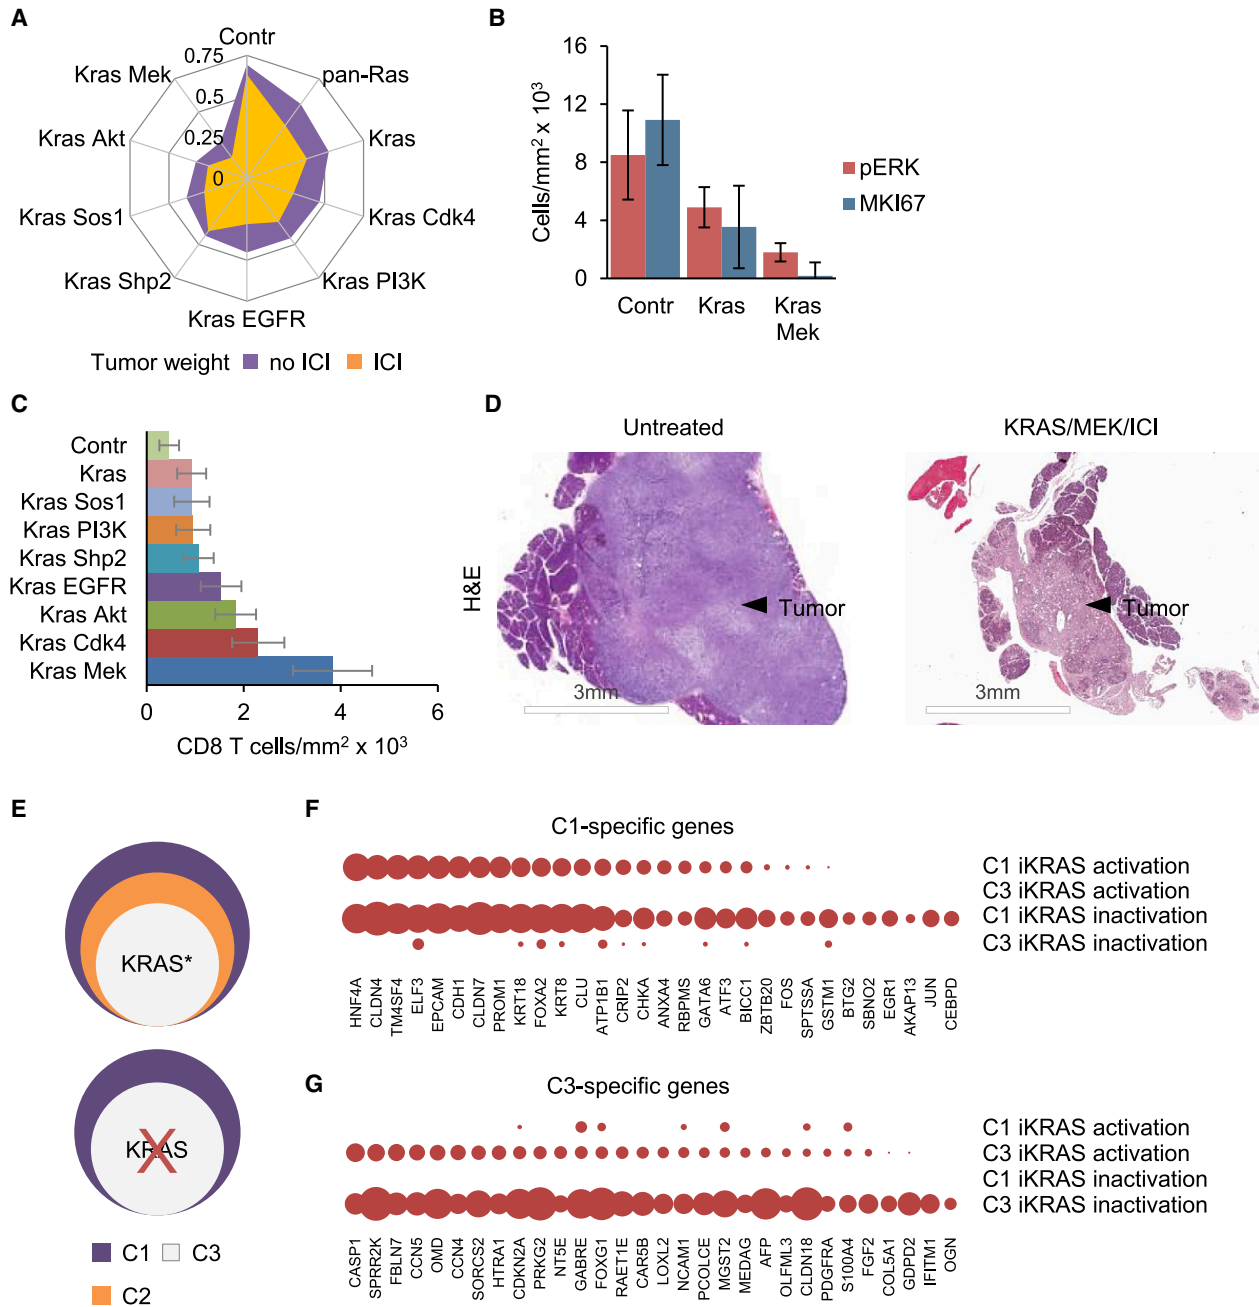 A
Contr
0.75
Kras Mek
pan-Ras
0.5
Kras Akt
Kras
0.25
0
Kras Sos1
Kras Cdk4
Kras Shp2
Kras PI3K
Kras EGFR
Tumor weight no ICI ICI
B
Cells/mm² x 10³
16
12
8
4
0
Contr Kras Kras Mek
pERK
MKI67
C
Contr
Kras
Kras Sos1
Kras PI3K
Kras Shp2
Kras EGFR
Kras Akt
Kras Cdk4
Kras Mek
0 2 4 6
CD8 T cells/mm² x 10³
D
Untreated KRAS/MEK/ICI
H&E
Tumor
3mm
Tumor
3mm
E
KRAS*
KRAS
X
C1 C3
C2
F
C1-specific genes
C1 iKRAS activation
C3 iKRAS activation
C1 iKRAS inactivation
C3 iKRAS inactivation
HNF4A
CLDN4
TM4SF4
ELF3
EPCAM
CDH1
CLDN7
PROM1
KRT18
FOXA2
KRT8
CLU
ATP1B1
CRIP2
CHKA
ANXA4
RBPMS
GATA6
ATF3
BICC1
ZBTB20
FOS
SPTSSA
GSTM1
BTG2
SBNO2
EGR1
AKAP13
JUN
CEBPD
G
C3-specific genes
C1 iKRAS activation
C3 iKRAS activation
C1 iKRAS inactivation
C3 iKRAS inactivation
CASP1
SPRR2K
FBLN7
CCN5
OMD
CCN4
SORCS2
HTRA1
CDKN2A
PRKG2
NT5E
GABRE
FOXG1
RAET1E
CAR5B
LOXL2
NCAM1
PCOLCE
MGST2
MEDAG
AFP
OLFML3
CLDN18
PDGFRA
S100A4
FGF2
COL5A1
GDPD2
IFITM1
OGN